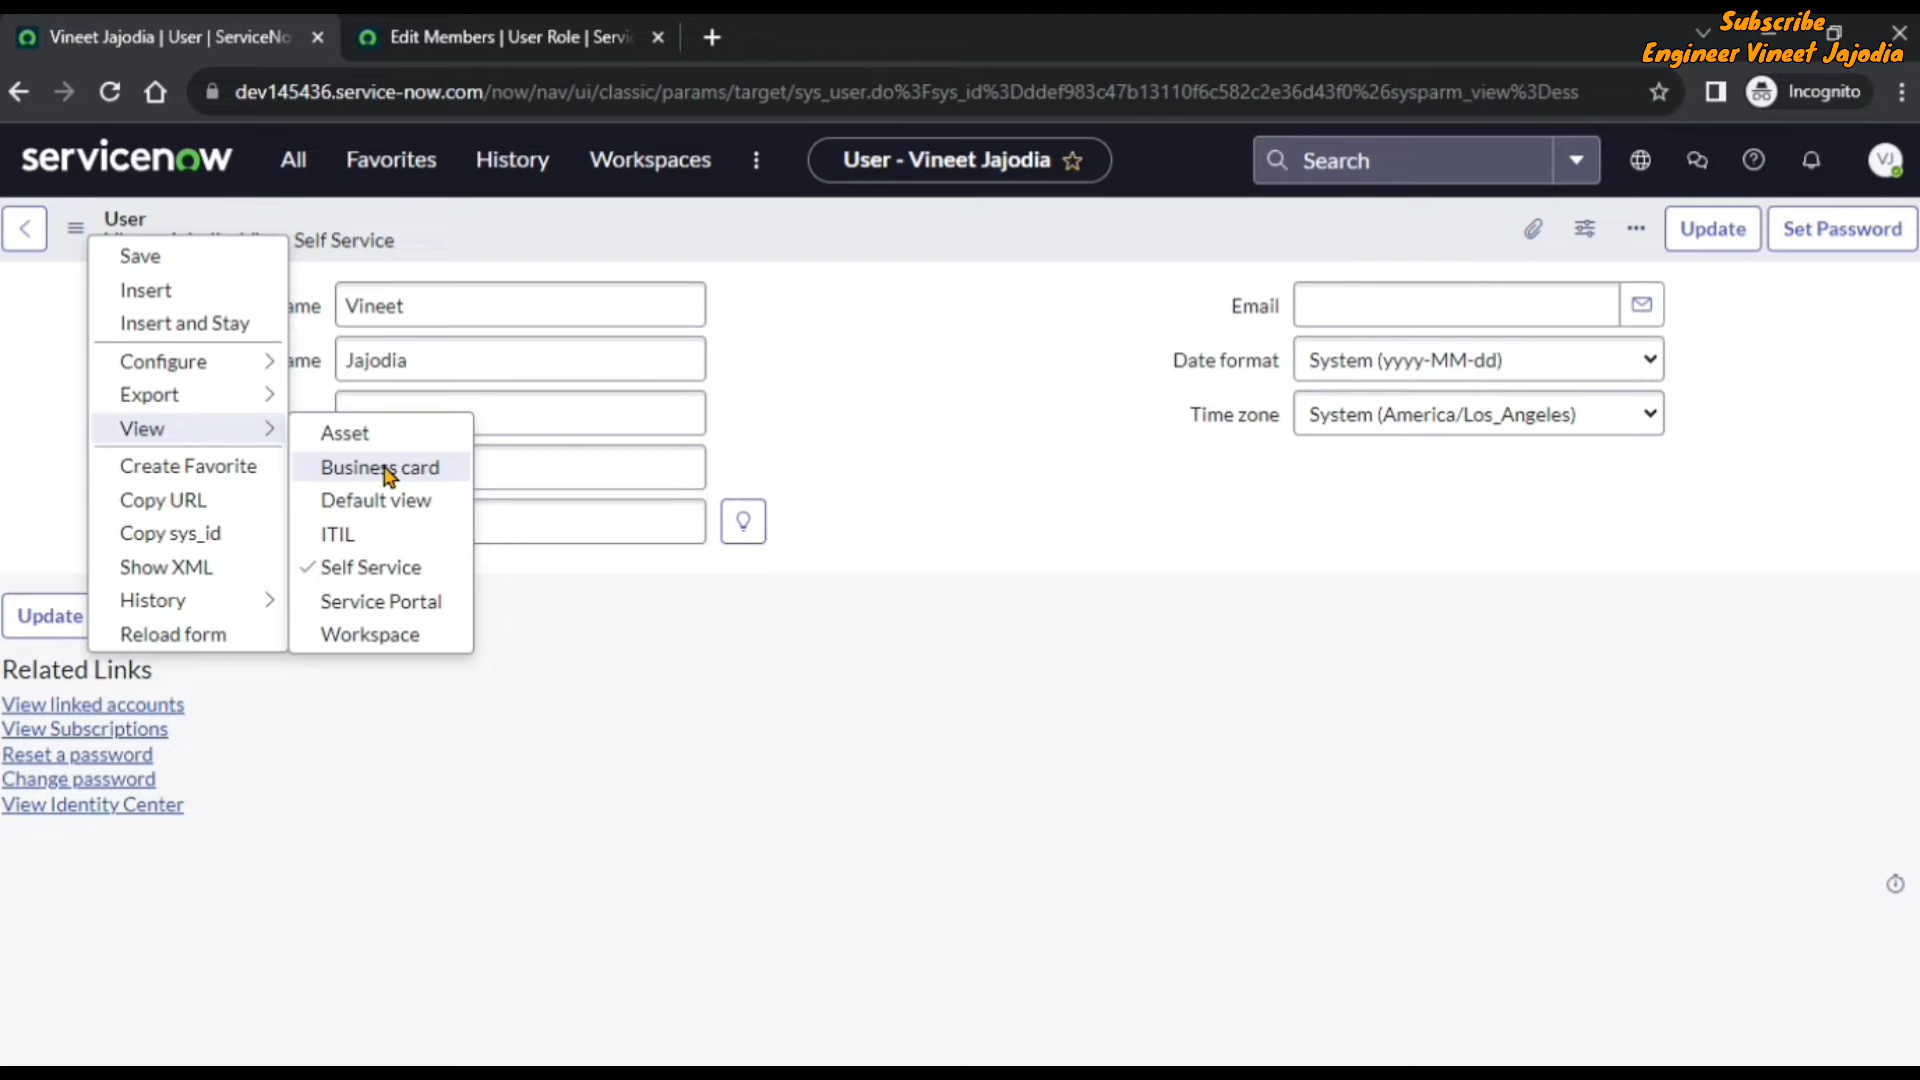 Subscribe
Engineer Vineet Jajodia
Vineet Jajodia | User | ServiceNo
Edit Members | User Role | Servi
dev145436.service-now.com/now/nav/ui/classic/params/target/sys_user.do%3Fsys_id%3Dddef983c47b13110f6c582c2e36d43f0%26sysparm_view%3Dess
Incognito
servicenow
All
Favorites
History
Workspaces
User - Vineet Jajodia
Search
VJ
User
Self Service
Update
Set Password
Save
Insert
Insert and Stay
Configure
Export
View
Create Favorite
Copy URL
Copy sys_id
Show XML
History
Reload form
Asset
Business card
Default view
ITIL
Self Service
Service Portal
Workspace
ame
Vineet
ame
Jajodia
Email
Date format
System (yyyy-MM-dd)
Time zone
System (America/Los_Angeles)
Update
Related Links
View linked accounts
View Subscriptions
Reset a password
Change password
View Identity Center